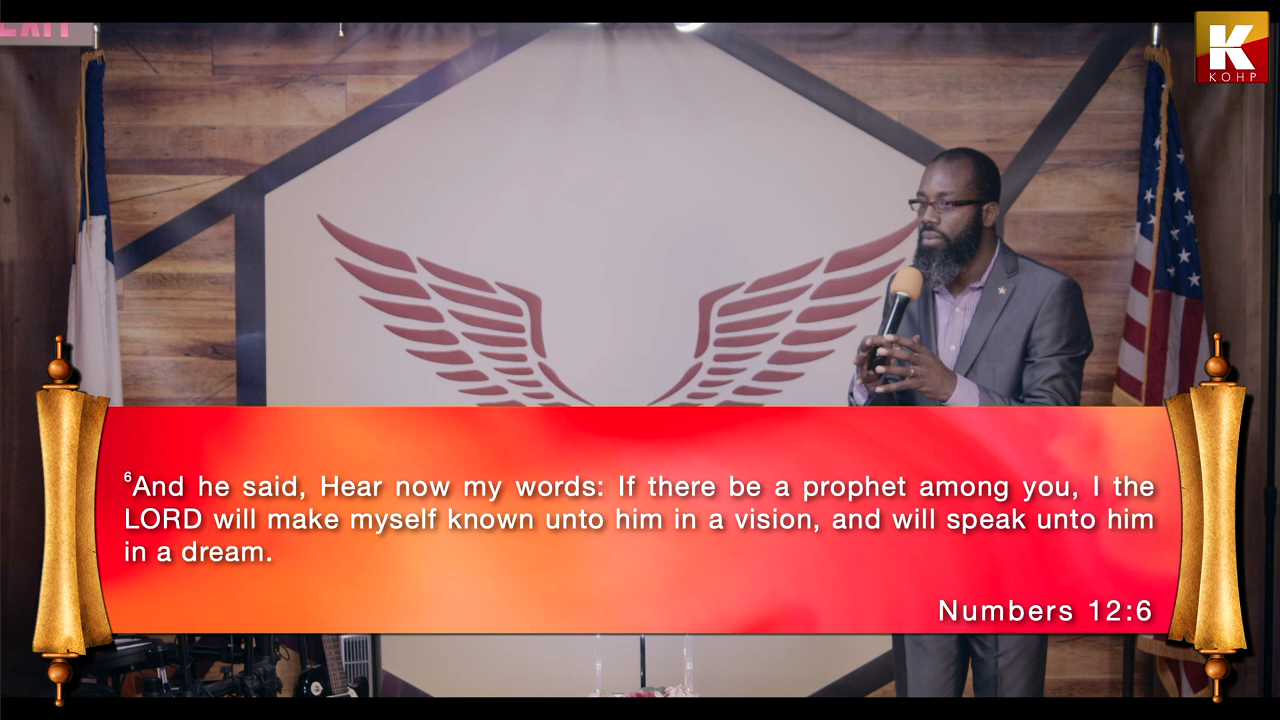 EXIT
K
KOHP
6And he said, Hear now my words: If there be a prophet among you, I the
LORD will make myself known unto him in a vision, and will speak unto him
in a dream.
Numbers 12:6